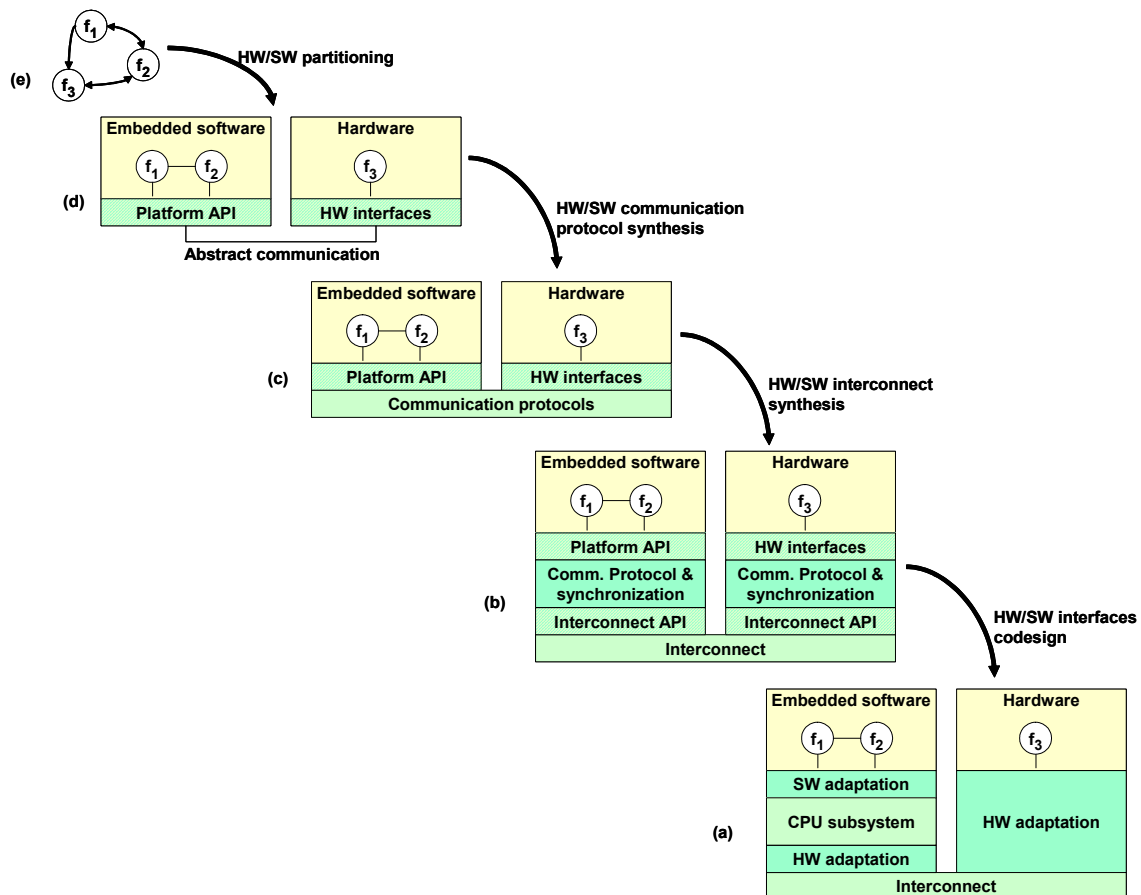 f1
f2
f3
(e)
HW/SW partitioning
Embedded software
Hardware
f1
f2
f3
(d)
Platform API
HW interfaces
Abstract communication
HW/SW communication
protocol synthesis
Embedded software
Hardware
f1
f2
f3
(c)
Platform API
HW interfaces
Communication protocols
HW/SW interconnect
synthesis
Embedded software
Hardware
f1
f2
f3
Platform API
HW interfaces
(b)
Comm. Protocol &
synchronization
Comm. Protocol &
synchronization
Interconnect API
Interconnect API
Interconnect
HW/SW interfaces
codesign
Embedded software
Hardware
f1
f2
f3
(a)
SW adaptation
CPU subsystem
HW adaptation
HW adaptation
Interconnect